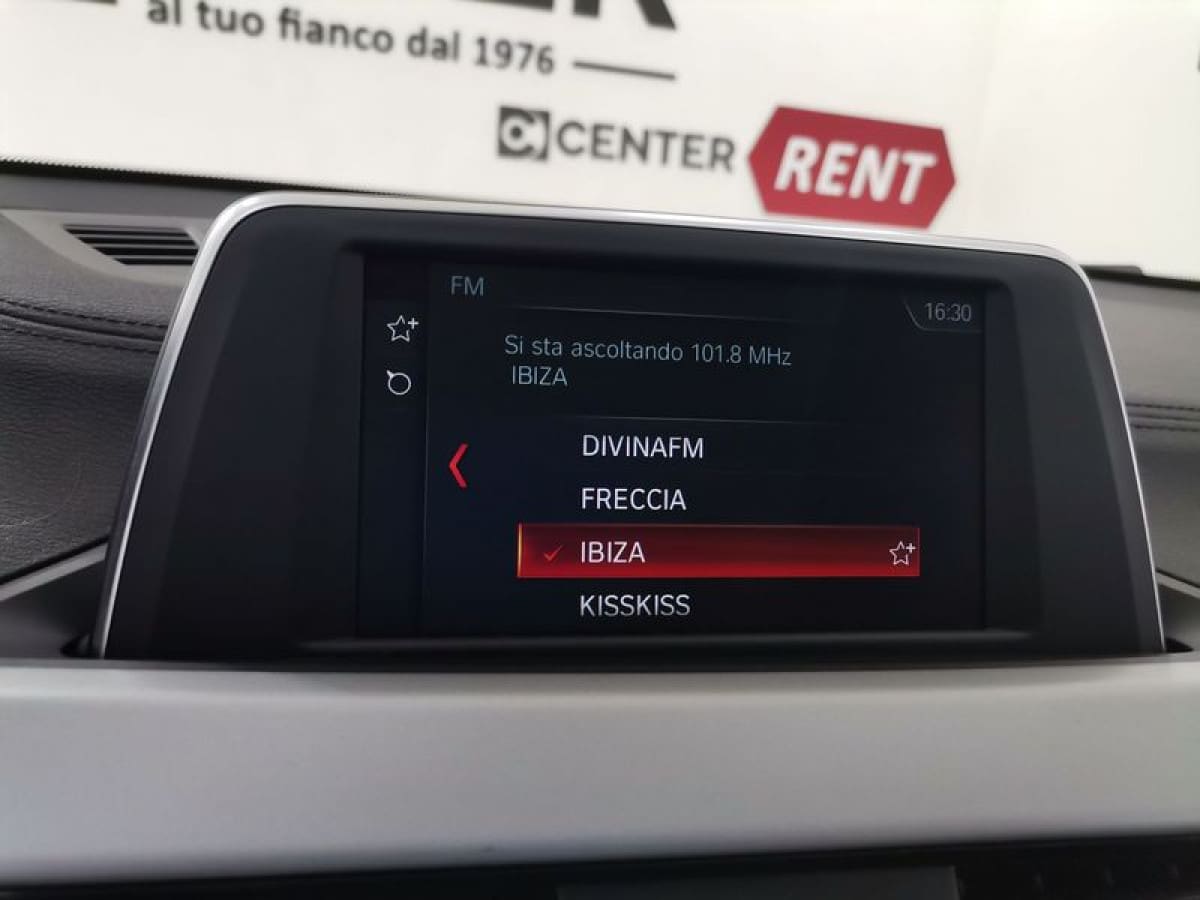 al tuo fianco dal 1976
CENTER RENT
FM
16:30
Si sta ascoltando 101.8 MHz
IBIZA
DIVINAFM
FRECCIA
IBIZA
KISSKISS